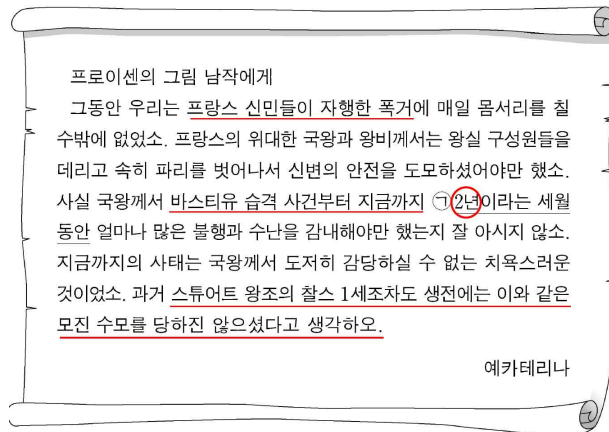 프로이센의 그림 남작에게
그동안 우리는 프랑스 신민들이 자행한 폭거에 매일 몸서리를 칠
수밖에 없었소. 프랑스의 위대한 국왕과 왕비께서는 왕실 구성원들을
데리고 속히 파리를 벗어나서 신변의 안전을 도모하셨어야만 했소.
사실 국왕께서 바스티유 습격 사건부터 지금까지 ㉠2년이라는 세월
동안 얼마나 많은 불행과 수난을 감내해야만 했는지 잘 아시지 않소.
지금까지의 사태는 국왕께서 도저히 감당하실 수 없는 치욕스러운
것이었소. 과거 스튜어트 왕조의 찰스 1세조차도 생전에는 이와 같은
모진 수모를 당하진 않으셨다고 생각하오.
예카테리나